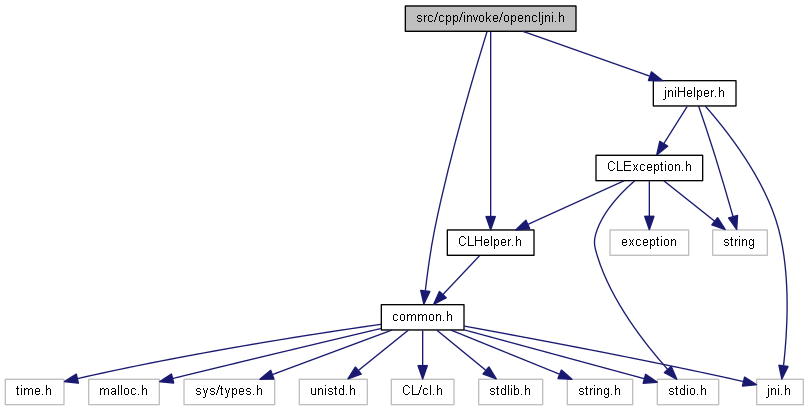 src/cpp/invoke/opencljni.h
jniHelper.h
CLException.h
CLHelper.h
exception
string
common.h
time.h
malloc.h
sys/types.h
unistd.h
CL/cl.h
stdlib.h
string.h
stdio.h
jni.h